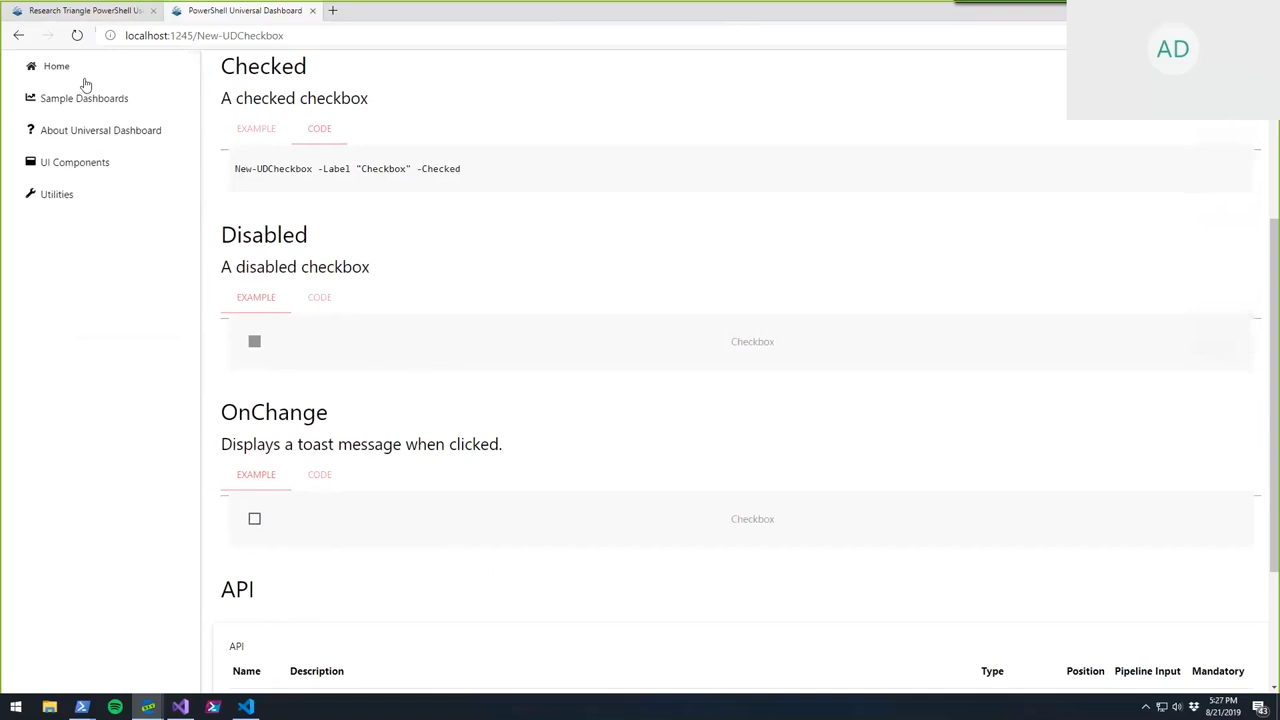 Research Triangle PowerShell Us
PowerShell Universal Dashboard
localhost:1245/New-UDCheckbox
AD
Home
Sample Dashboards
About Universal Dashboard
UI Components
Utilities
Checked
A checked checkbox
EXAMPLE CODE
New-UDCheckbox -Label "Checkbox" -Checked
Disabled
A disabled checkbox
EXAMPLE CODE
Checkbox
OnChange
Displays a toast message when clicked.
EXAMPLE CODE
Checkbox
API
API
Name Description Type Position Pipeline Input Mandatory
5:27 PM
8/21/2019
43